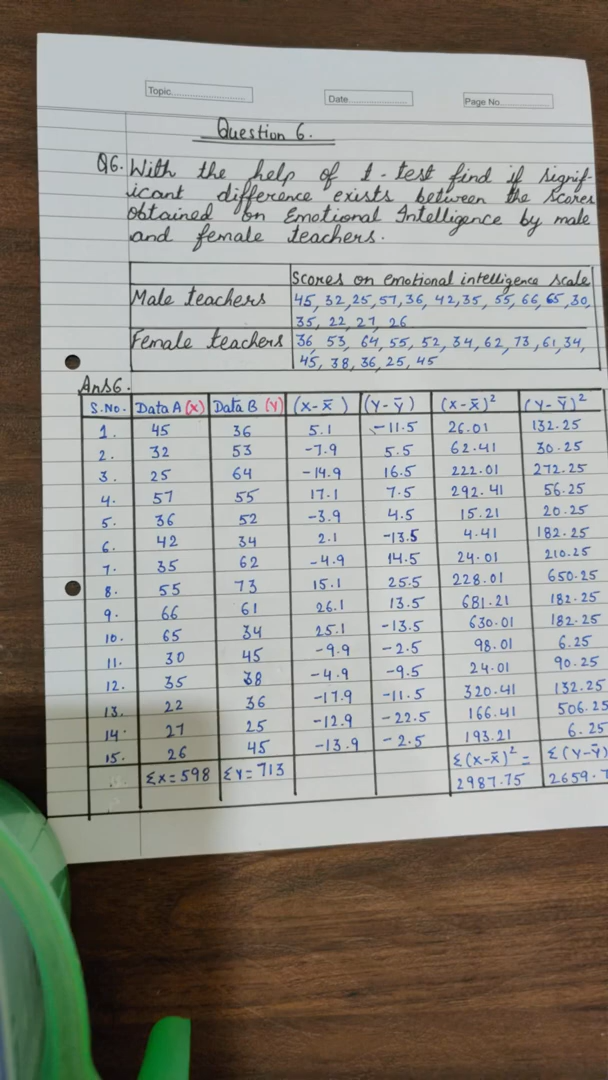 Topic............................
Date............................
Page No.....................
Question 6.
Q6. With the help of t-test find if signif-
icant difference exists between the scores
obtained on Emotional Intelligence by male
and female teachers.
Scores on emotional intelligence scale
Male teachers 45, 32, 25, 57, 36, 42, 35, 55, 66, 65, 30,
35, 22, 27, 26
Female teachers 36, 53, 64, 55, 52, 34, 62, 73, 61, 34,
45, 38, 36, 25, 45
Ans6.
S.No. Data A (X) Data B (Y) (X-X̄) (Y-Ȳ) (X-X̄)² (Y-Ȳ)²
1. 45 36 5.1 -11.5 26.01 132.25
2. 32 53 -7.9 5.5 62.41 30.25
3. 25 64 -14.9 16.5 222.01 272.25
4. 57 55 17.1 7.5 292.41 56.25
5. 36 52 -3.9 4.5 15.21 20.25
6. 42 34 2.1 -13.5 4.41 182.25
7. 35 62 -4.9 14.5 24.01 210.25
8. 55 73 15.1 25.5 228.01 650.25
9. 66 61 26.1 13.5 681.21 182.25
10. 65 34 25.1 -13.5 630.01 182.25
11. 30 45 -9.9 -2.5 98.01 6.25
12. 35 38 -4.9 -9.5 24.01 90.25
13. 22 36 -17.9 -11.5 320.41 132.25
14. 27 25 -12.9 -22.5 166.41 506.25
15. 26 45 -13.9 -2.5 193.21 6.25
ΣX=598 ΣY=713 Σ(X-X̄)²= Σ(Y-Ȳ)
2987.75 2659.7